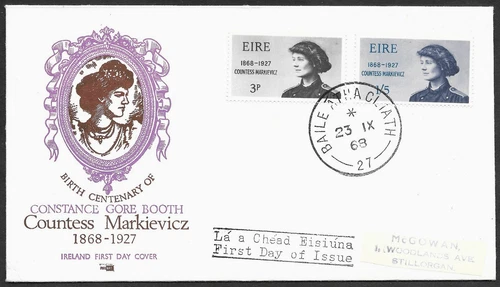 BIRTH CENTENARY OF
CONSTANCE GORE BOOTH
Countess Markievicz
1868-1927
IRELAND FIRST DAY COVER
EIRE
1868-1927
COUNTESS MARKIEVICZ
3P
EIRE
1868-1927
COUNTESS MARKIEVICZ
1/5
BAILE ÁTHA CLIATH
*
23 IX
68
-27-
Lá a Chéad Eisiúna
First Day of Issue
McGOWAN,
WOODLANDS AVE
STILLORGAN.